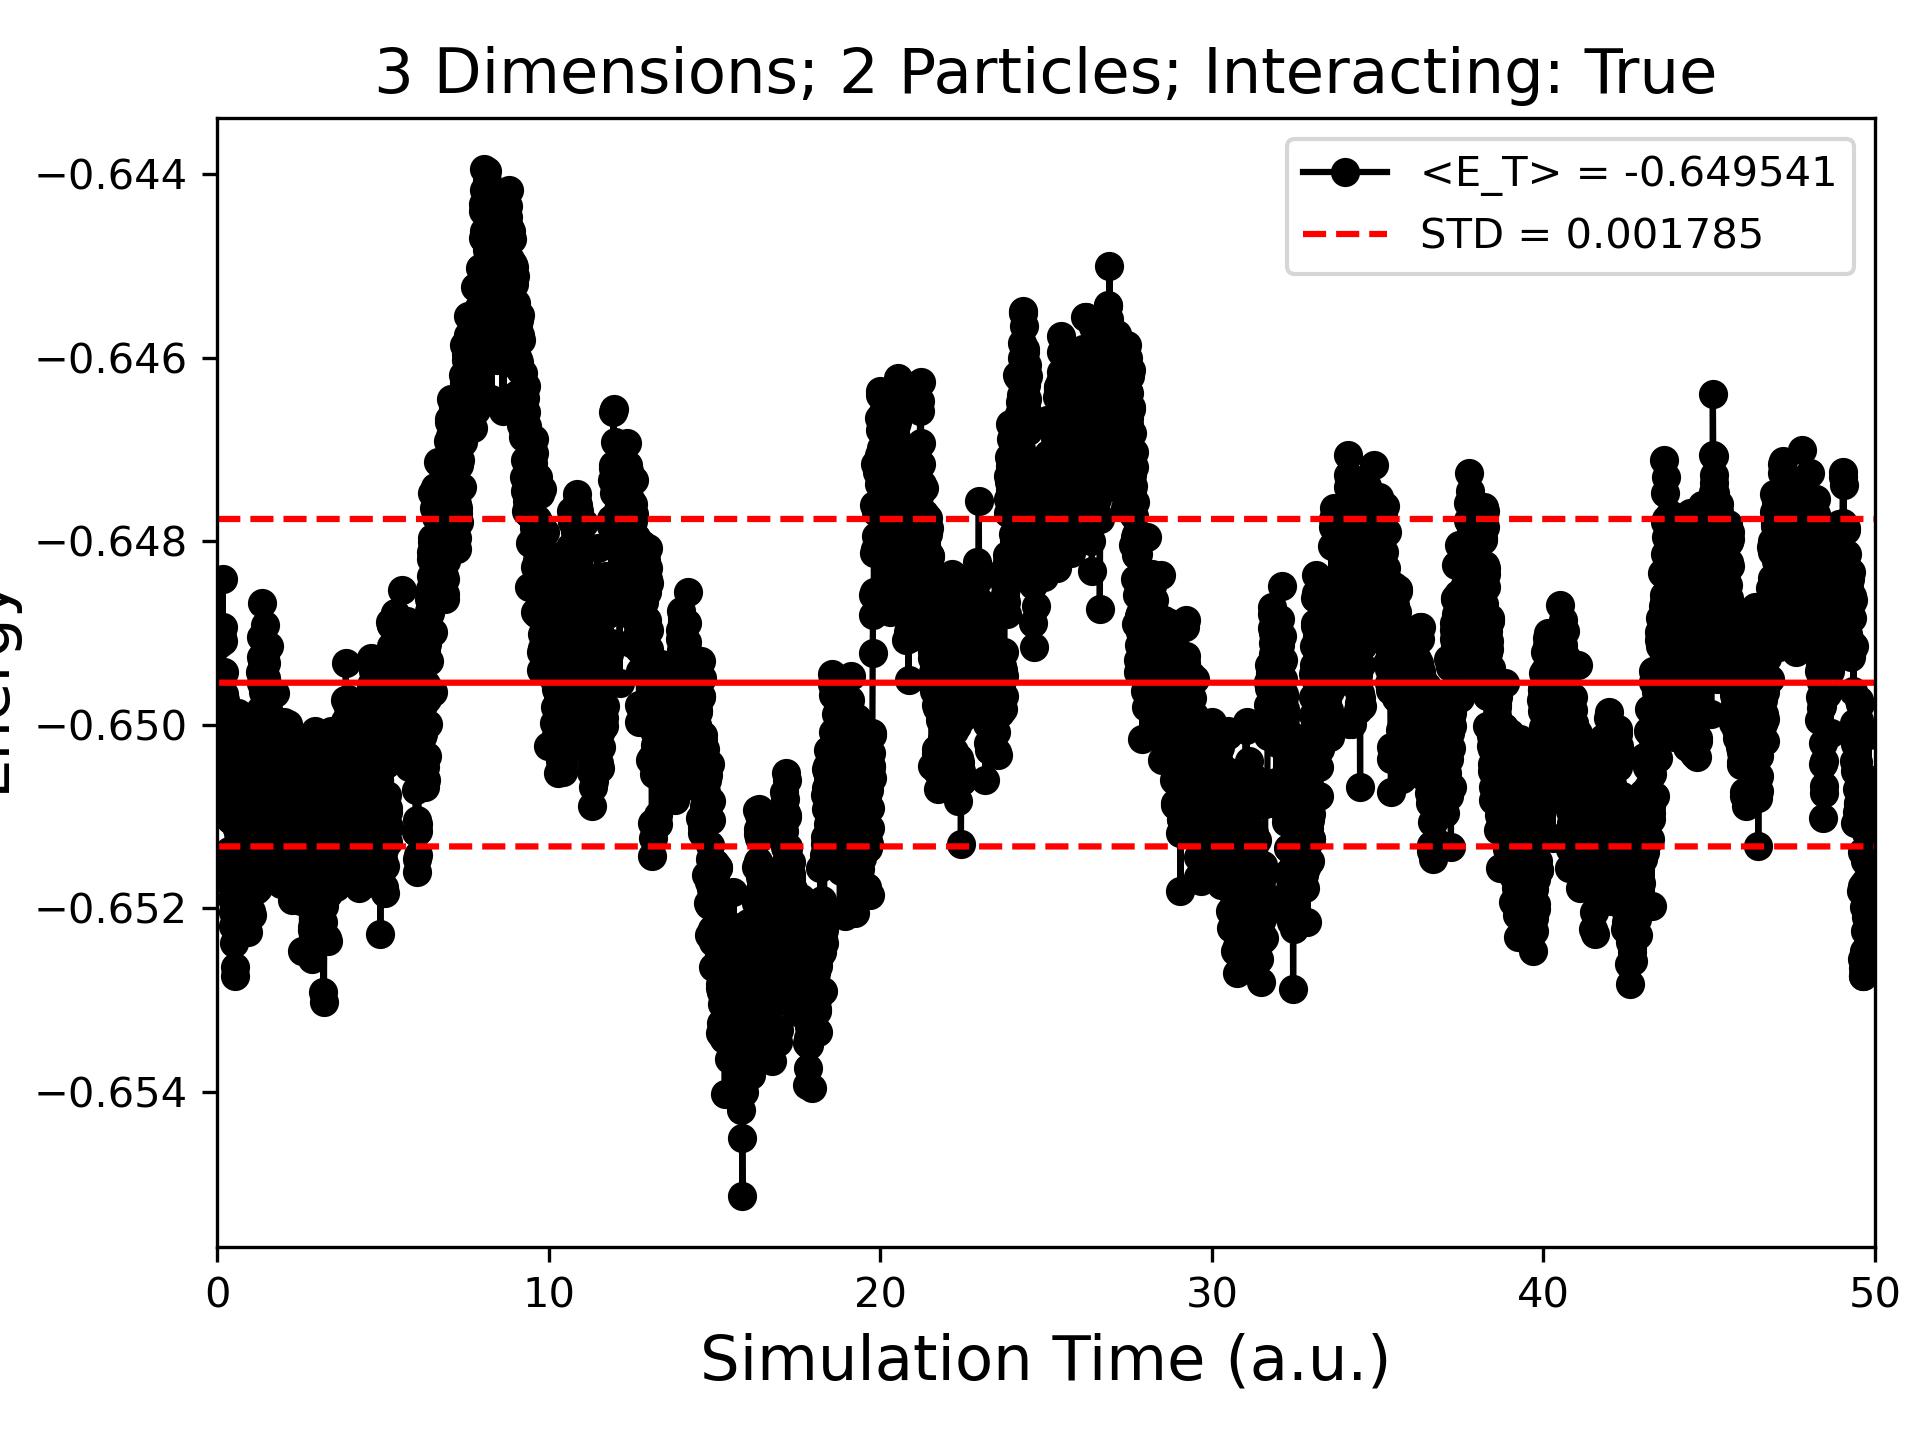 3 Dimensions; 2 Particles; Interacting: True
<E_T> = -0.649541
STD = 0.001785
−0.644
−0.646
−0.648
−0.650
−0.652
−0.654
Energy
0 10 20 30 40 50
Simulation Time (a.u.)